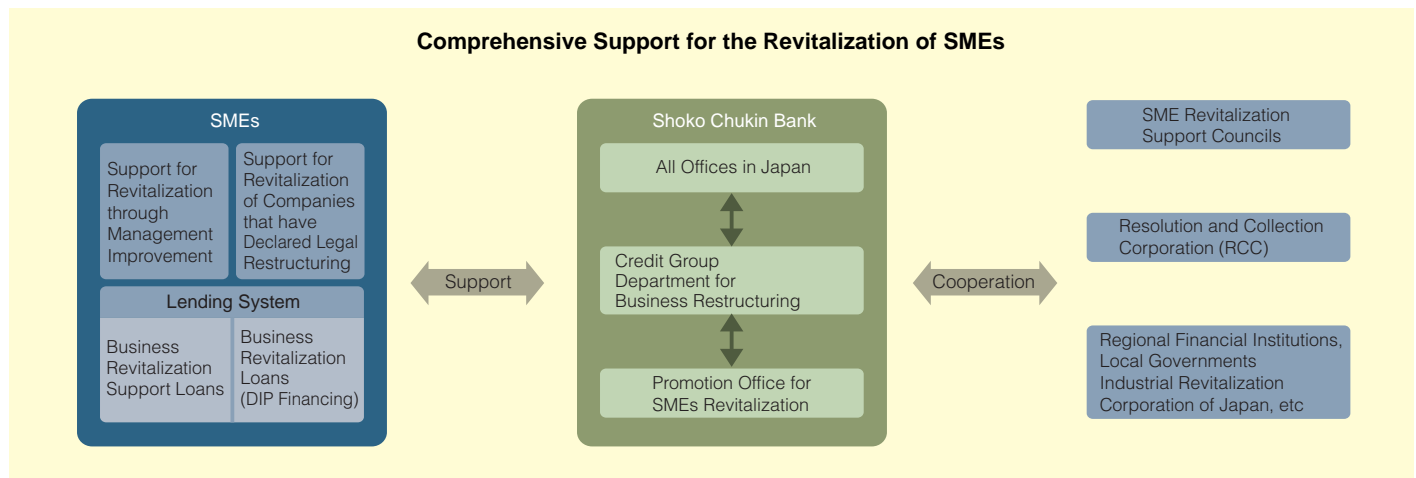 Comprehensive Support for the Revitalization of SMEs
SMEs
Support for
Revitalization
through
Management
Improvement
Support for
Revitalization
of Companies
that have
Declared Legal
Restructuring
Lending System
Business
Revitalization
Support Loans
Business
Revitalization
Loans
(DIP Financing)
Support
Shoko Chukin Bank
All Offices in Japan
Credit Group
Department for
Business Restructuring
Promotion Office for
SMEs Revitalization
Cooperation
SME Revitalization
Support Councils
Resolution and Collection
Corporation (RCC)
Regional Financial Institutions,
Local Governments
Industrial Revitalization
Corporation of Japan, etc